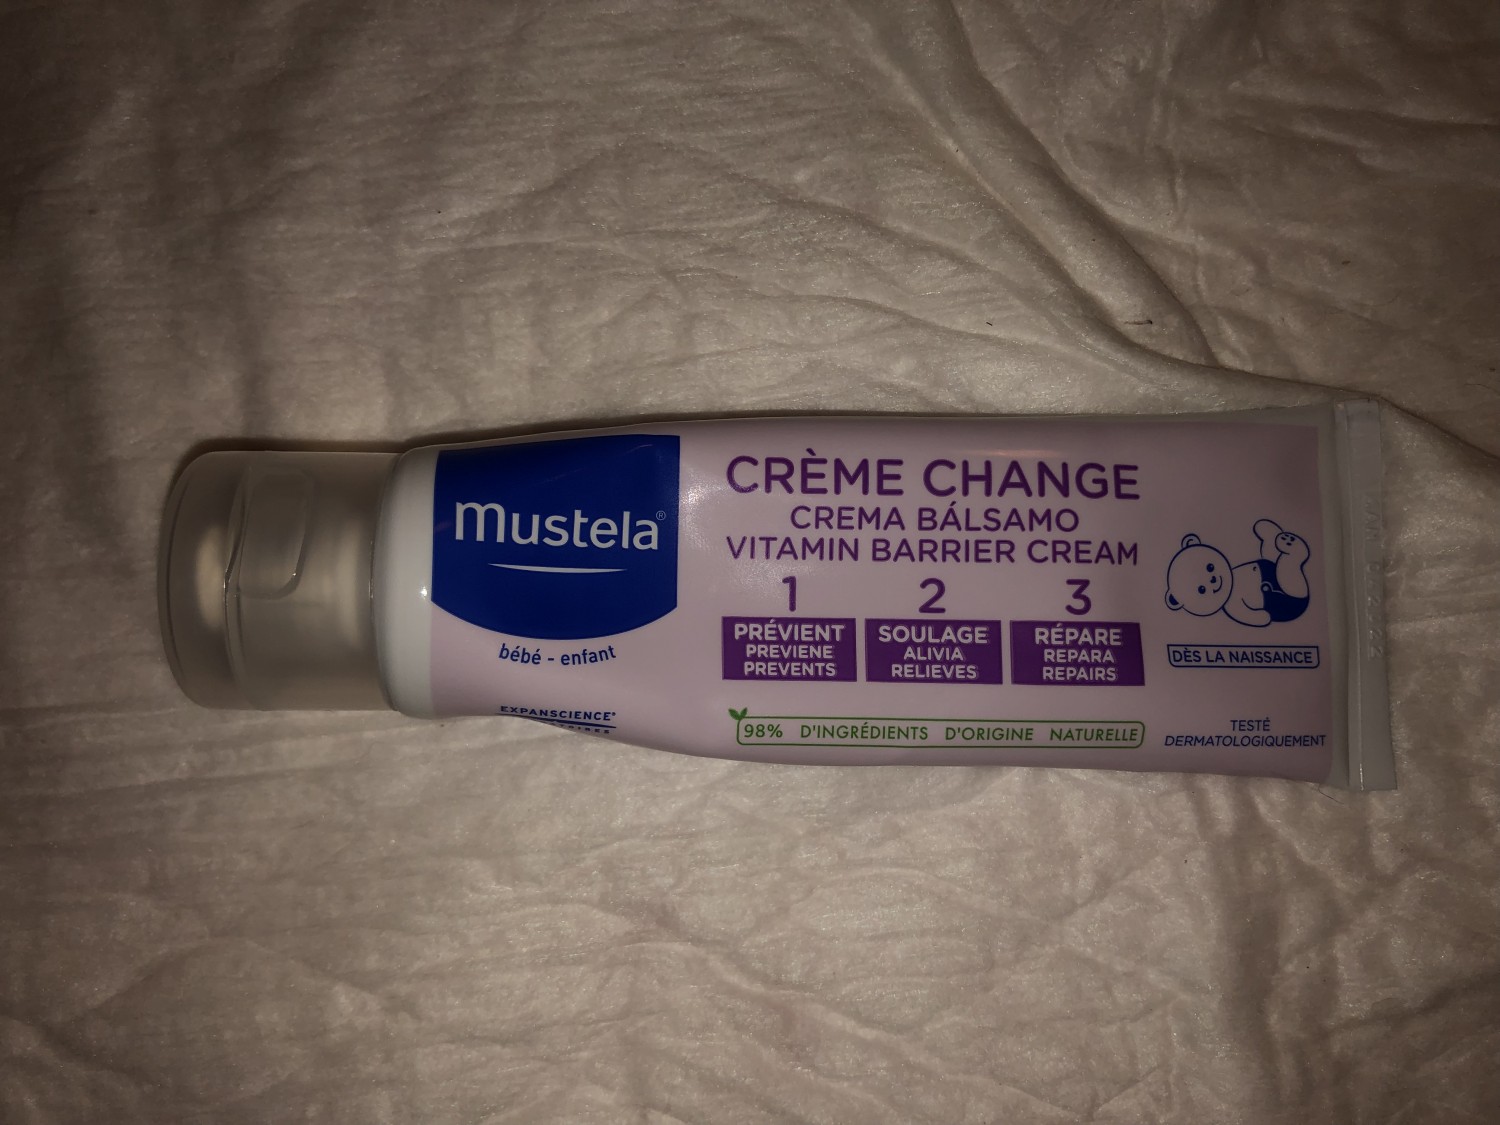 mustela®
bébé - enfant
EXPANSCIENCE®
CRÈME CHANGE
CREMA BÁLSAMO
VITAMIN BARRIER CREAM
1
PRÉVIENT
PREVIENE
PREVENTS
2
SOULAGE
ALIVIA
RELIEVES
3
RÉPARE
REPARA
REPAIRS
98% D'INGRÉDIENTS D'ORIGINE NATURELLE
DÈS LA NAISSANCE
TESTÉ
DERMATOLOGIQUEMENT